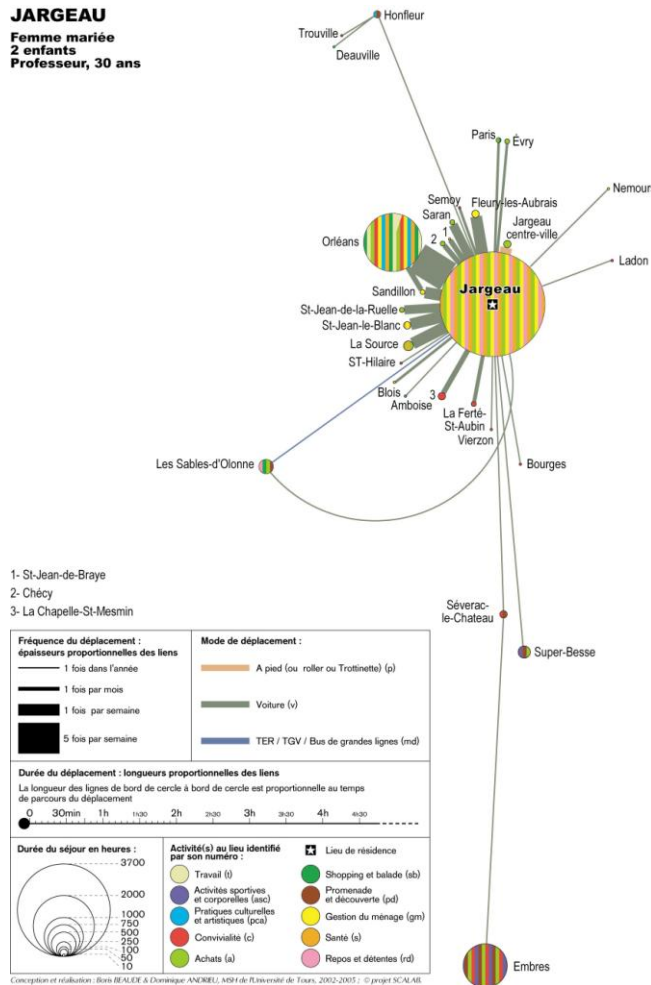 JARGEAU
Femme mariée
2 enfants
Professeur, 30 ans
Honfleur
Trouville
Deauville
Paris
Évry
Nemour
Semoy
Fleury-les-Aubrais
Saran
Jargeau
centre-ville
1
2
Orléans
Ladon
Jargeau
Sandillon
St-Jean-de-la-Ruelle
St-Jean-le-Blanc
La Source
ST-Hilaire
Blois
Amboise
3
La Ferté-
St-Aubin
Vierzon
Bourges
Les Sables-d'Olonne
1- St-Jean-de-Braye
2- Chécy
3- La Chapelle-St-Mesmin
Séverac-
le-Chateau
Super-Besse
Embres
Fréquence du déplacement :
épaisseurs proportionnelles des liens
1 fois dans l'année
1 fois par mois
1 fois par semaine
5 fois par semaine
Mode de déplacement :
A pied (ou roller ou Trottinette) (p)
Voiture (v)
TER / TGV / Bus de grandes lignes (md)
Durée du déplacement : longueurs proportionnelles des liens
La longueur des lignes de bord de cercle à bord de cercle est proportionnelle au temps
de parcours du déplacement
0 30min 1h 1h30 2h 2h30 3h 3h30 4h 4h30
Durée du séjour en heures :
3700
2000
1000
750
500
250
100
50
10
Activité(s) au lieu identifié
par son numéro :
Travail (t)
Activités sportives
et corporelles (asc)
Pratiques culturelles
et artistiques (pca)
Convivialité (c)
Achats (a)
Lieu de résidence
Shopping et balade (sb)
Promenade
et découverte (pd)
Gestion du ménage (gm)
Santé (s)
Repos et détentes (rd)
Conception et réalisation : Boris BEAUDE & Dominique ANDRIEU, MSH de l'Université de Tours, 2002-2005 ; © projet SCALAB.